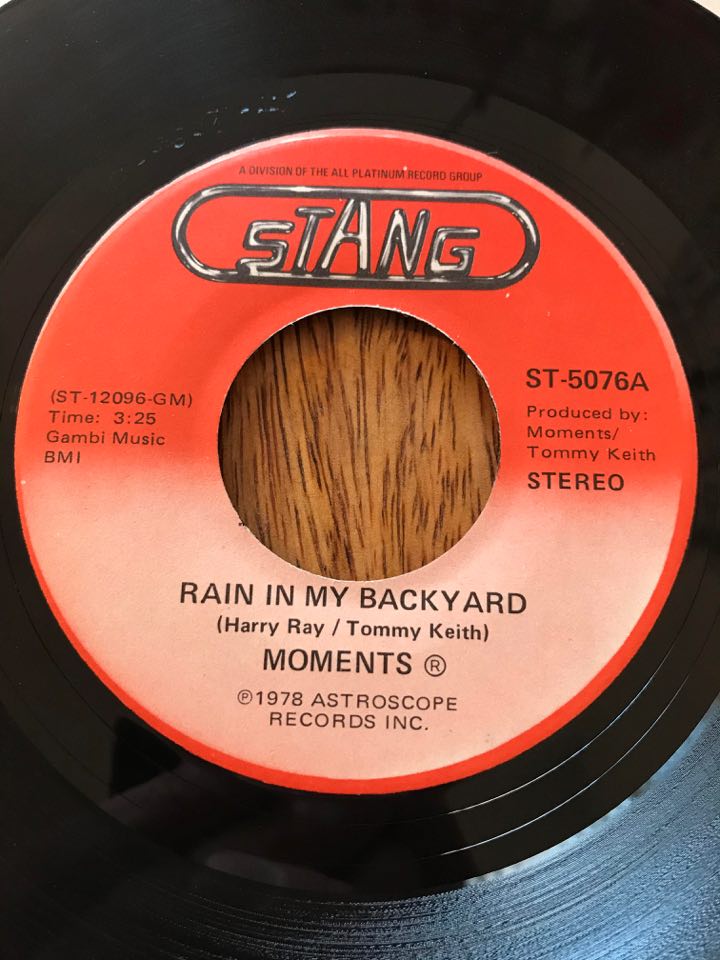 A DIVISION OF THE ALL PLATINUM RECORD GROUP
STANG
(ST-12096-GM)
Time: 3:25
Gambi Music
BMI
ST-5076A
Produced by:
Moments/
Tommy Keith
STEREO
RAIN IN MY BACKYARD
(Harry Ray / Tommy Keith)
MOMENTS ®
℗1978 ASTROSCOPE
RECORDS INC.